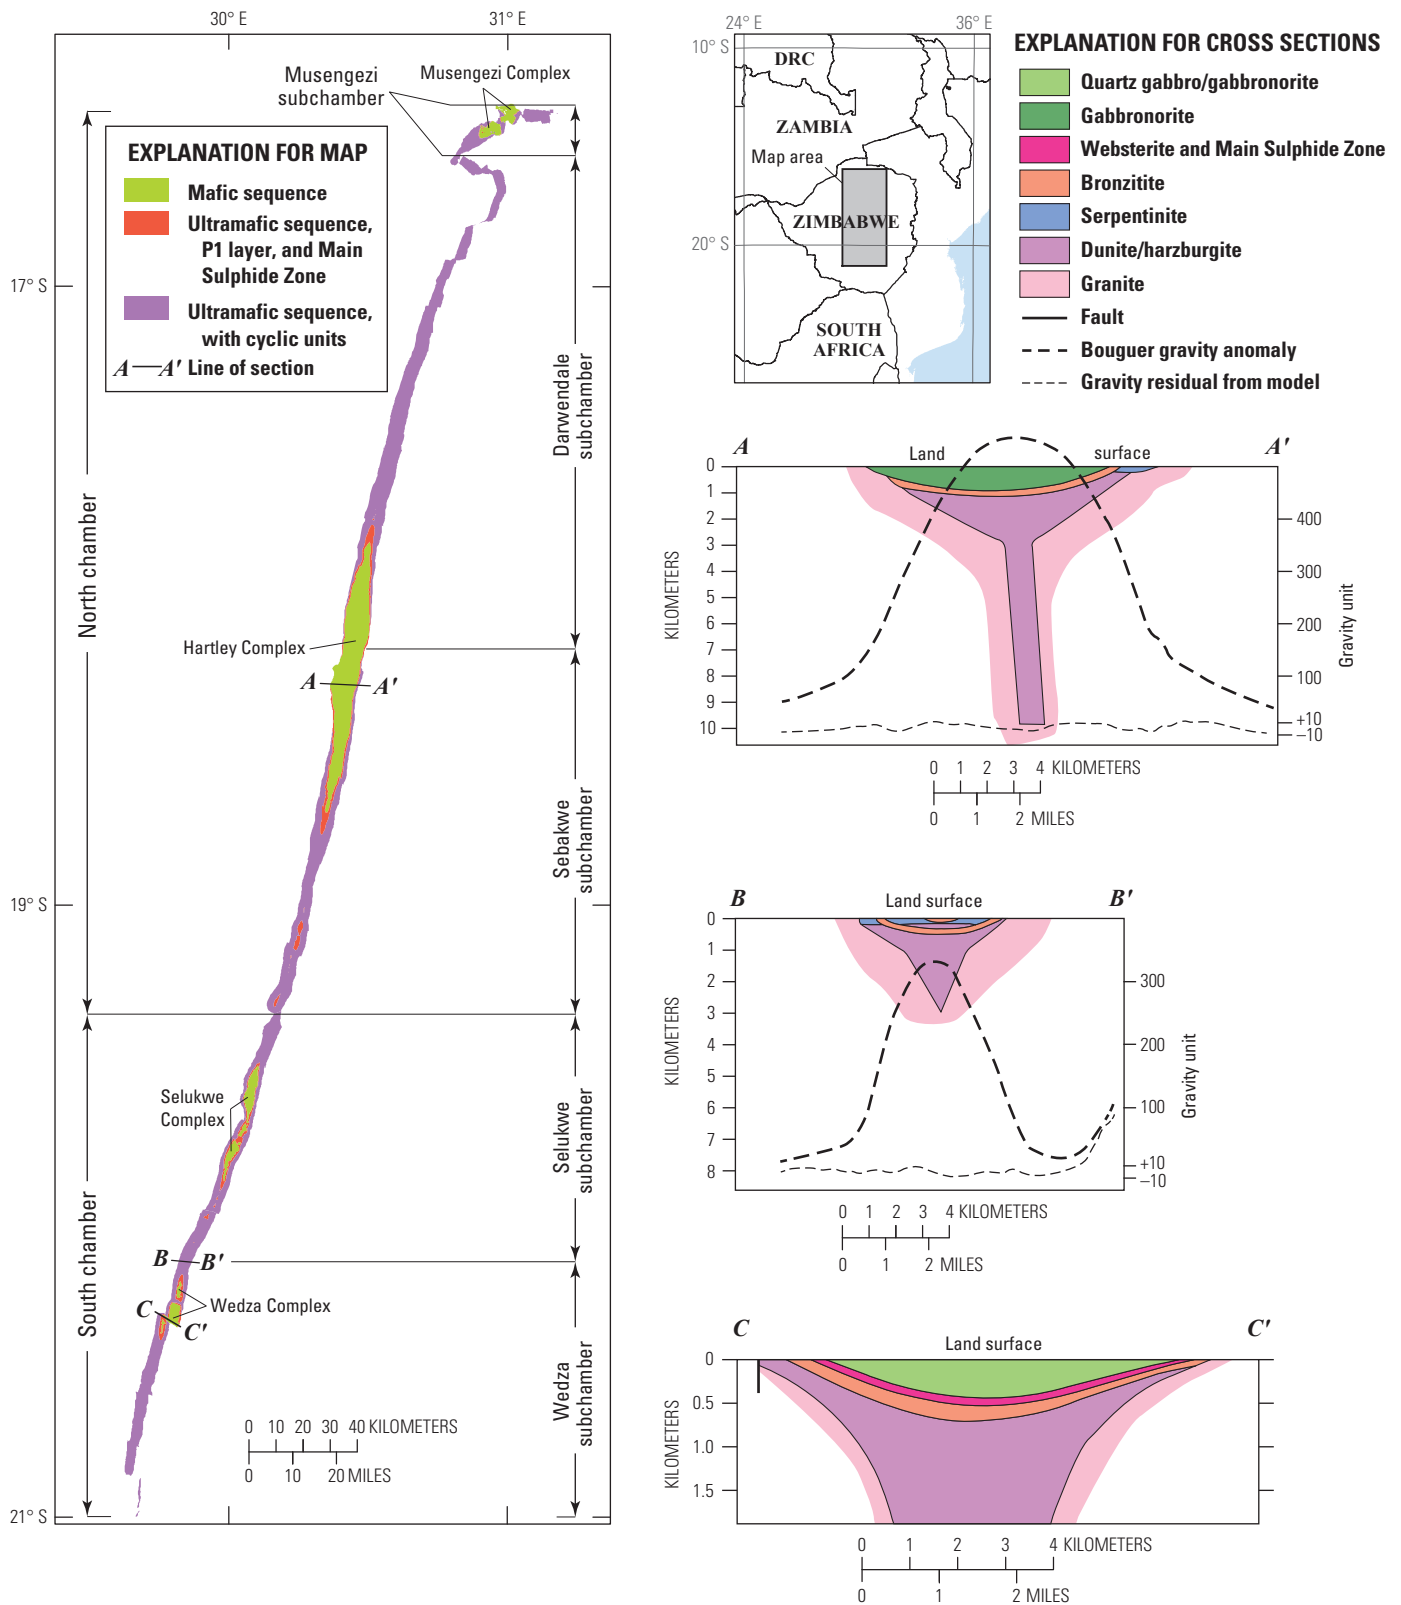 30° E
31° E
Musengezi
subchamber
Musengezi Complex
EXPLANATION FOR MAP
Mafic sequence
Ultramafic sequence,
P1 layer, and Main
Sulphide Zone
Ultramafic sequence,
with cyclic units
A—A' Line of section
17° S
19° S
21° S
North chamber
South chamber
Darwendale
subchamber
Sebakwe
subchamber
Selukwe
subchamber
Wedza
subchamber
Hartley Complex
A
A'
Selukwe
Complex
B
B'
Wedza Complex
C
C'
0 10 20 30 40 KILOMETERS
0 10 20 MILES
24° E
36° E
10° S
20° S
DRC
ZAMBIA
Map area
ZIMBABWE
SOUTH
AFRICA
EXPLANATION FOR CROSS SECTIONS
Quartz gabbro/gabbronorite
Gabbronorite
Websterite and Main Sulphide Zone
Bronzitite
Serpentinite
Dunite/harzburgite
Granite
Fault
Bouguer gravity anomaly
Gravity residual from model
A
Land surface
A'
KILOMETERS
0
1
2
3
4
5
6
7
8
9
10
400
300
200
100
+10
–10
Gravity unit
0 1 2 3 4 KILOMETERS
0 1 2 MILES
B
Land surface
B'
KILOMETERS
0
1
2
3
4
5
6
7
8
300
200
100
+10
–10
Gravity unit
0 1 2 3 4 KILOMETERS
0 1 2 MILES
C
Land surface
C'
KILOMETERS
0
0.5
1.0
1.5
0 1 2 3 4 KILOMETERS
0 1 2 MILES